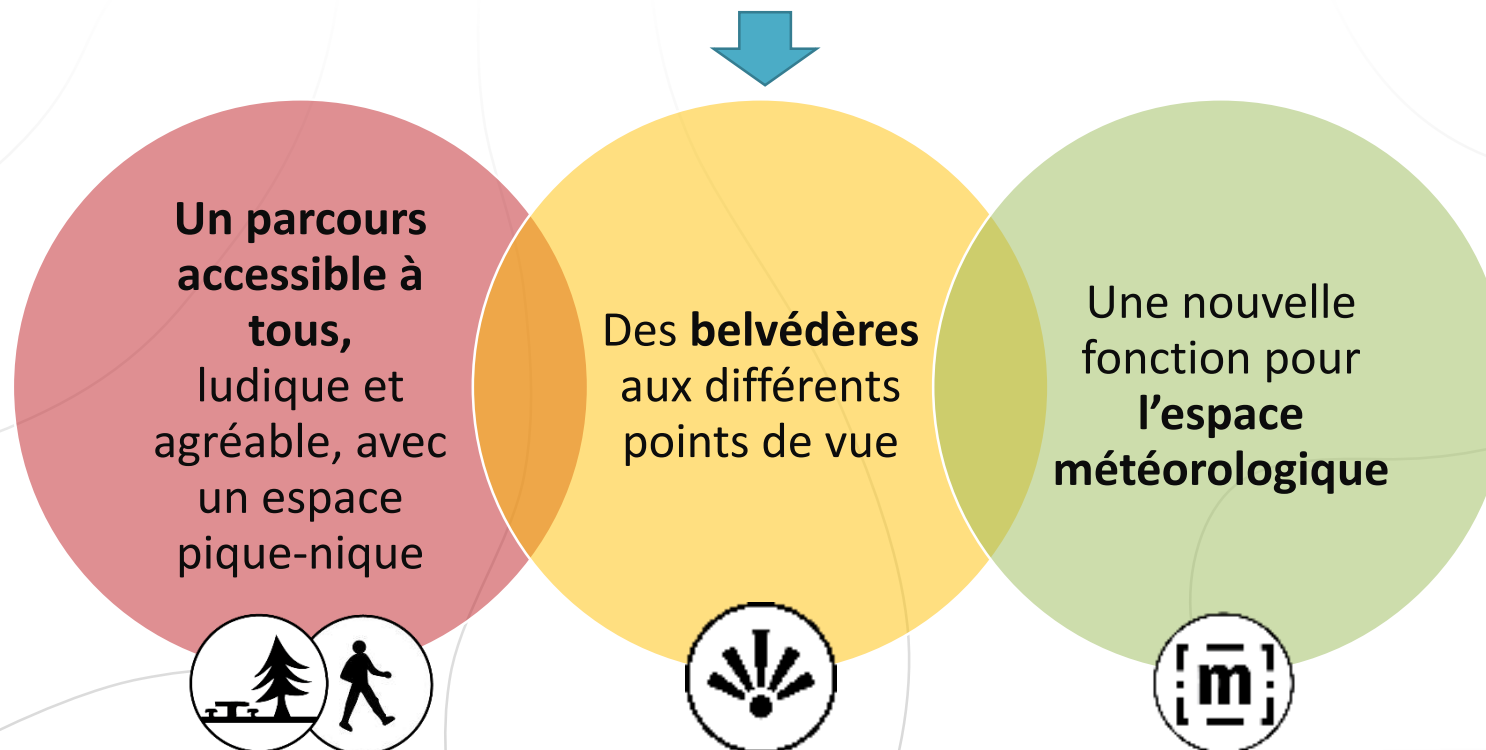 Un parcours
accessible à
tous,
ludique et
agréable, avec
un espace
pique-nique
Des belvédères
aux différents
points de vue
Une nouvelle
fonction pour
l’espace
météorologique
m